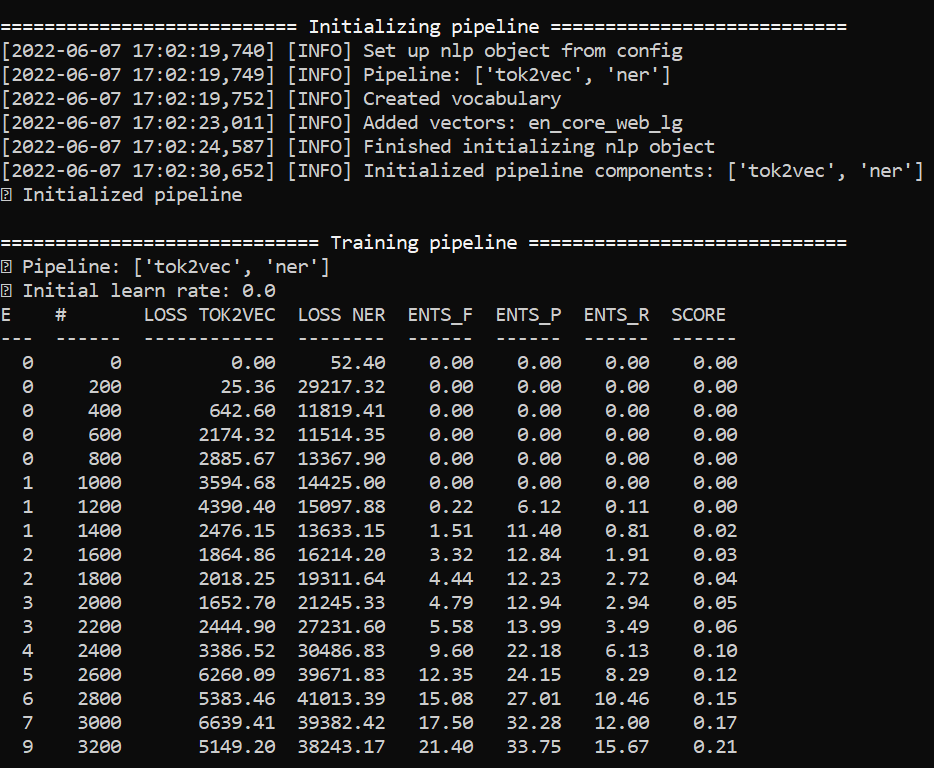 =========================== Initializing pipeline ===========================
[2022-06-07 17:02:19,740] [INFO] Set up nlp object from config
[2022-06-07 17:02:19,749] [INFO] Pipeline: ['tok2vec', 'ner']
[2022-06-07 17:02:19,752] [INFO] Created vocabulary
[2022-06-07 17:02:23,011] [INFO] Added vectors: en_core_web_lg
[2022-06-07 17:02:24,587] [INFO] Finished initializing nlp object
[2022-06-07 17:02:30,652] [INFO] Initialized pipeline components: ['tok2vec', 'ner']
⍰ Initialized pipeline

============================= Training pipeline =============================
⍰ Pipeline: ['tok2vec', 'ner']
⍰ Initial learn rate: 0.0
E    #       LOSS TOK2VEC  LOSS NER  ENTS_F  ENTS_P  ENTS_R  SCORE
---  ------  ------------  --------  ------  ------  ------  ------
  0       0          0.00     52.40    0.00    0.00    0.00    0.00
  0     200         25.36  29217.32    0.00    0.00    0.00    0.00
  0     400        642.60  11819.41    0.00    0.00    0.00    0.00
  0     600       2174.32  11514.35    0.00    0.00    0.00    0.00
  0     800       2885.67  13367.90    0.00    0.00    0.00    0.00
  1    1000       3594.68  14425.00    0.00    0.00    0.00    0.00
  1    1200       4390.40  15097.88    0.22    6.12    0.11    0.00
  1    1400       2476.15  13633.15    1.51   11.40    0.81    0.02
  2    1600       1864.86  16214.20    3.32   12.84    1.91    0.03
  2    1800       2018.25  19311.64    4.44   12.23    2.72    0.04
  3    2000       1652.70  21245.33    4.79   12.94    2.94    0.05
  3    2200       2444.90  27231.60    5.58   13.99    3.49    0.06
  4    2400       3386.52  30486.83    9.60   22.18    6.13    0.10
  5    2600       6260.09  39671.83   12.35   24.15    8.29    0.12
  6    2800       5383.46  41013.39   15.08   27.01   10.46    0.15
  7    3000       6639.41  39382.42   17.50   32.28   12.00    0.17
  9    3200       5149.20  38243.17   21.40   33.75   15.67    0.21